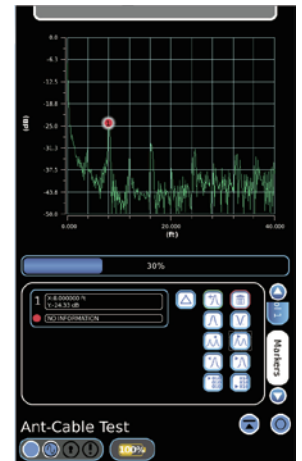 0.0
-6.3
-12.5
-18.8
-25.0
-31.3
-37.5
-43.8
-50.0
(dB)
0.000
20.000
40.000
(ft)
30%
1
X:8.000000 ft
Y:-24.53 dB
NO INFORMATION
Markers
Ant-Cable Test
100%